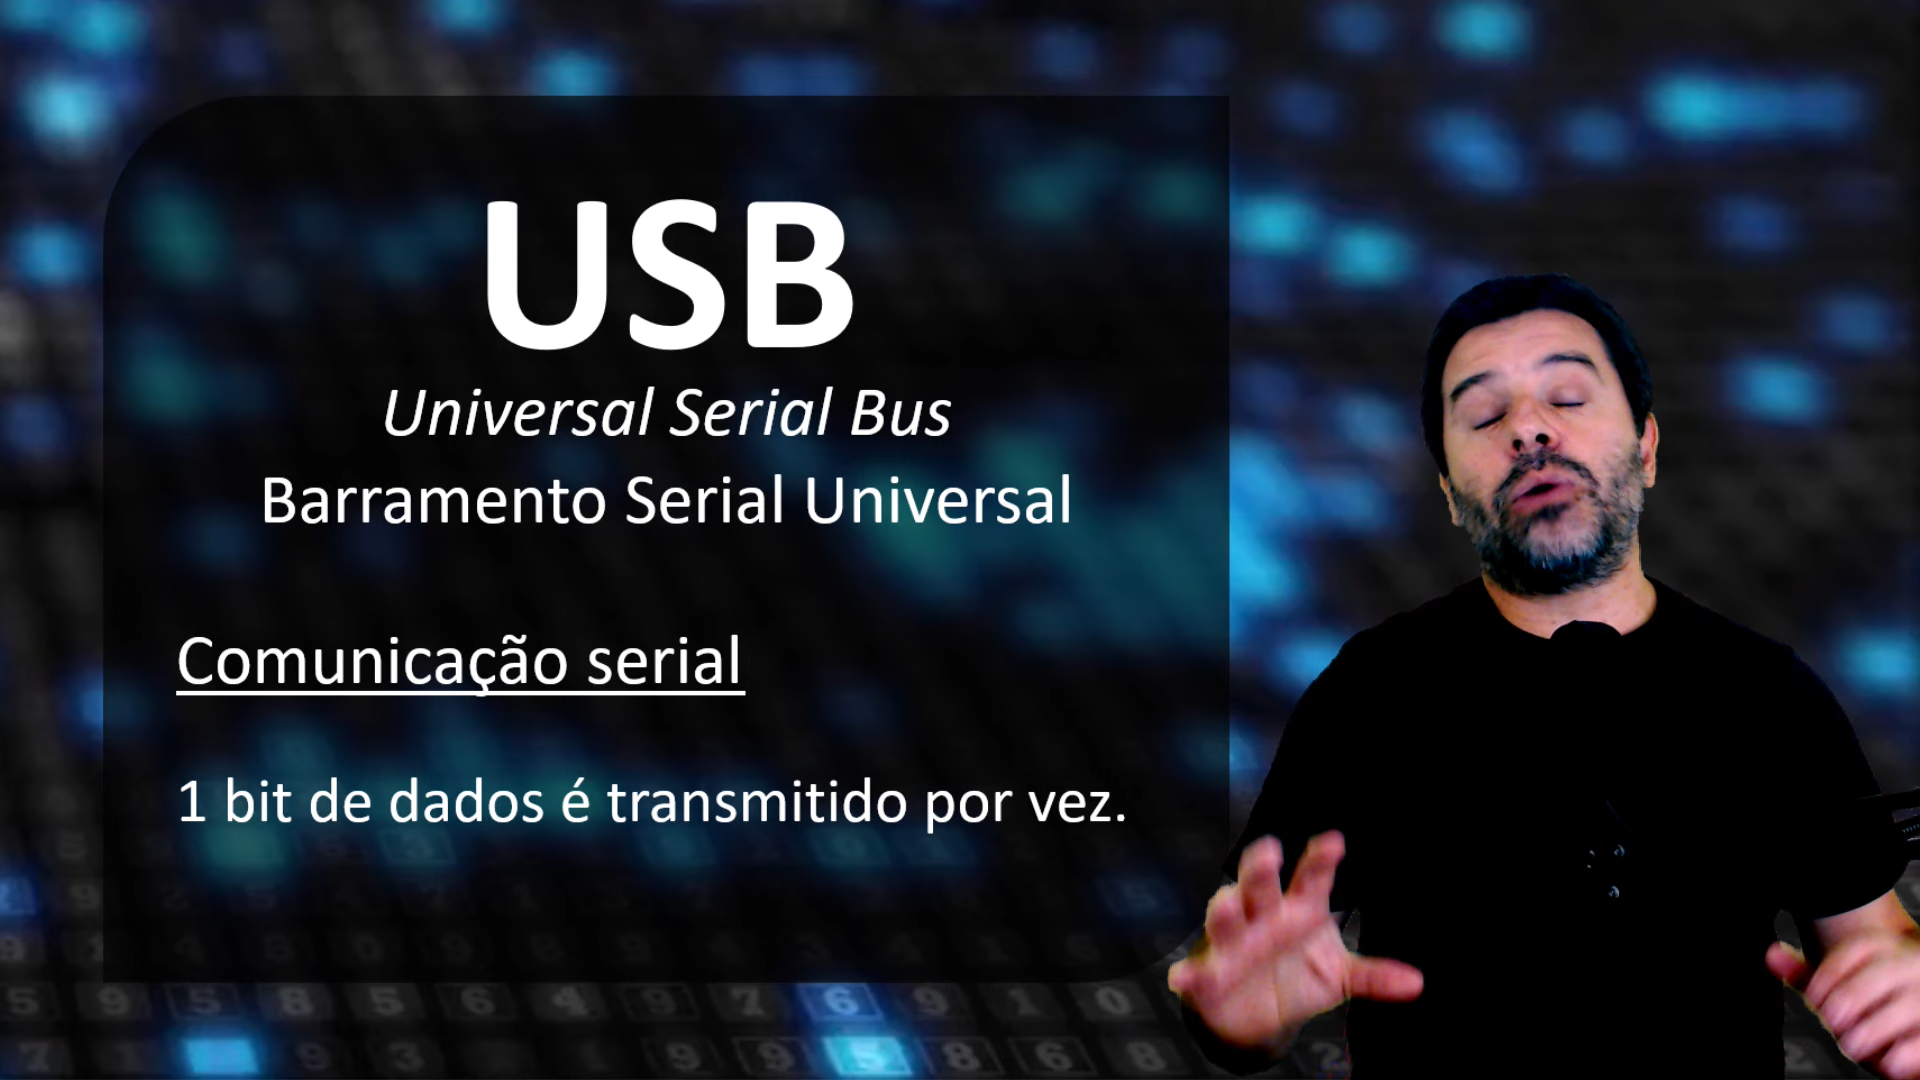 USB
Universal Serial Bus
Barramento Serial Universal
Comunicação serial
1 bit de dados é transmitido por vez.